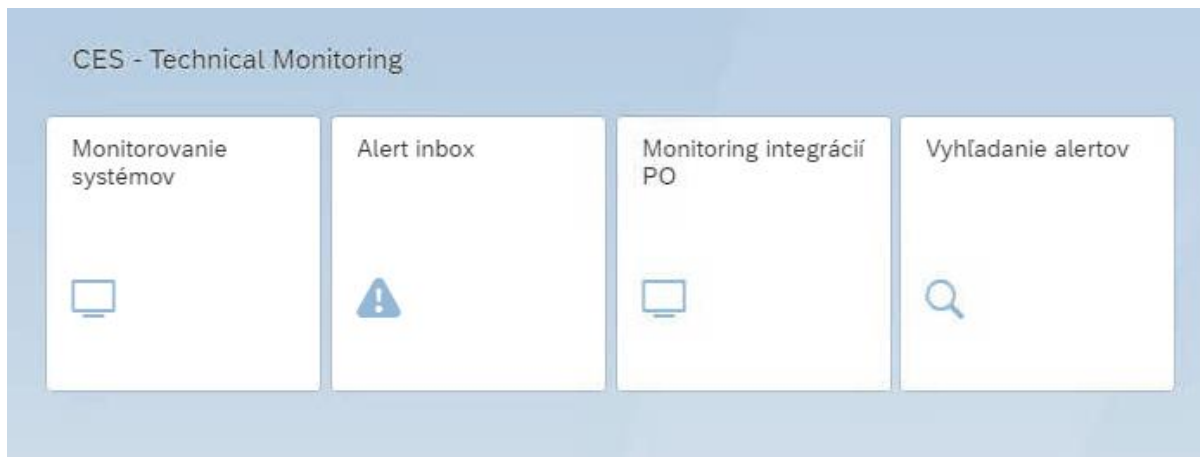 CES - Technical Monitoring
Monitorovanie
systémov
Alert inbox
Monitoring integrácií
PO
Vyhľadanie alertov